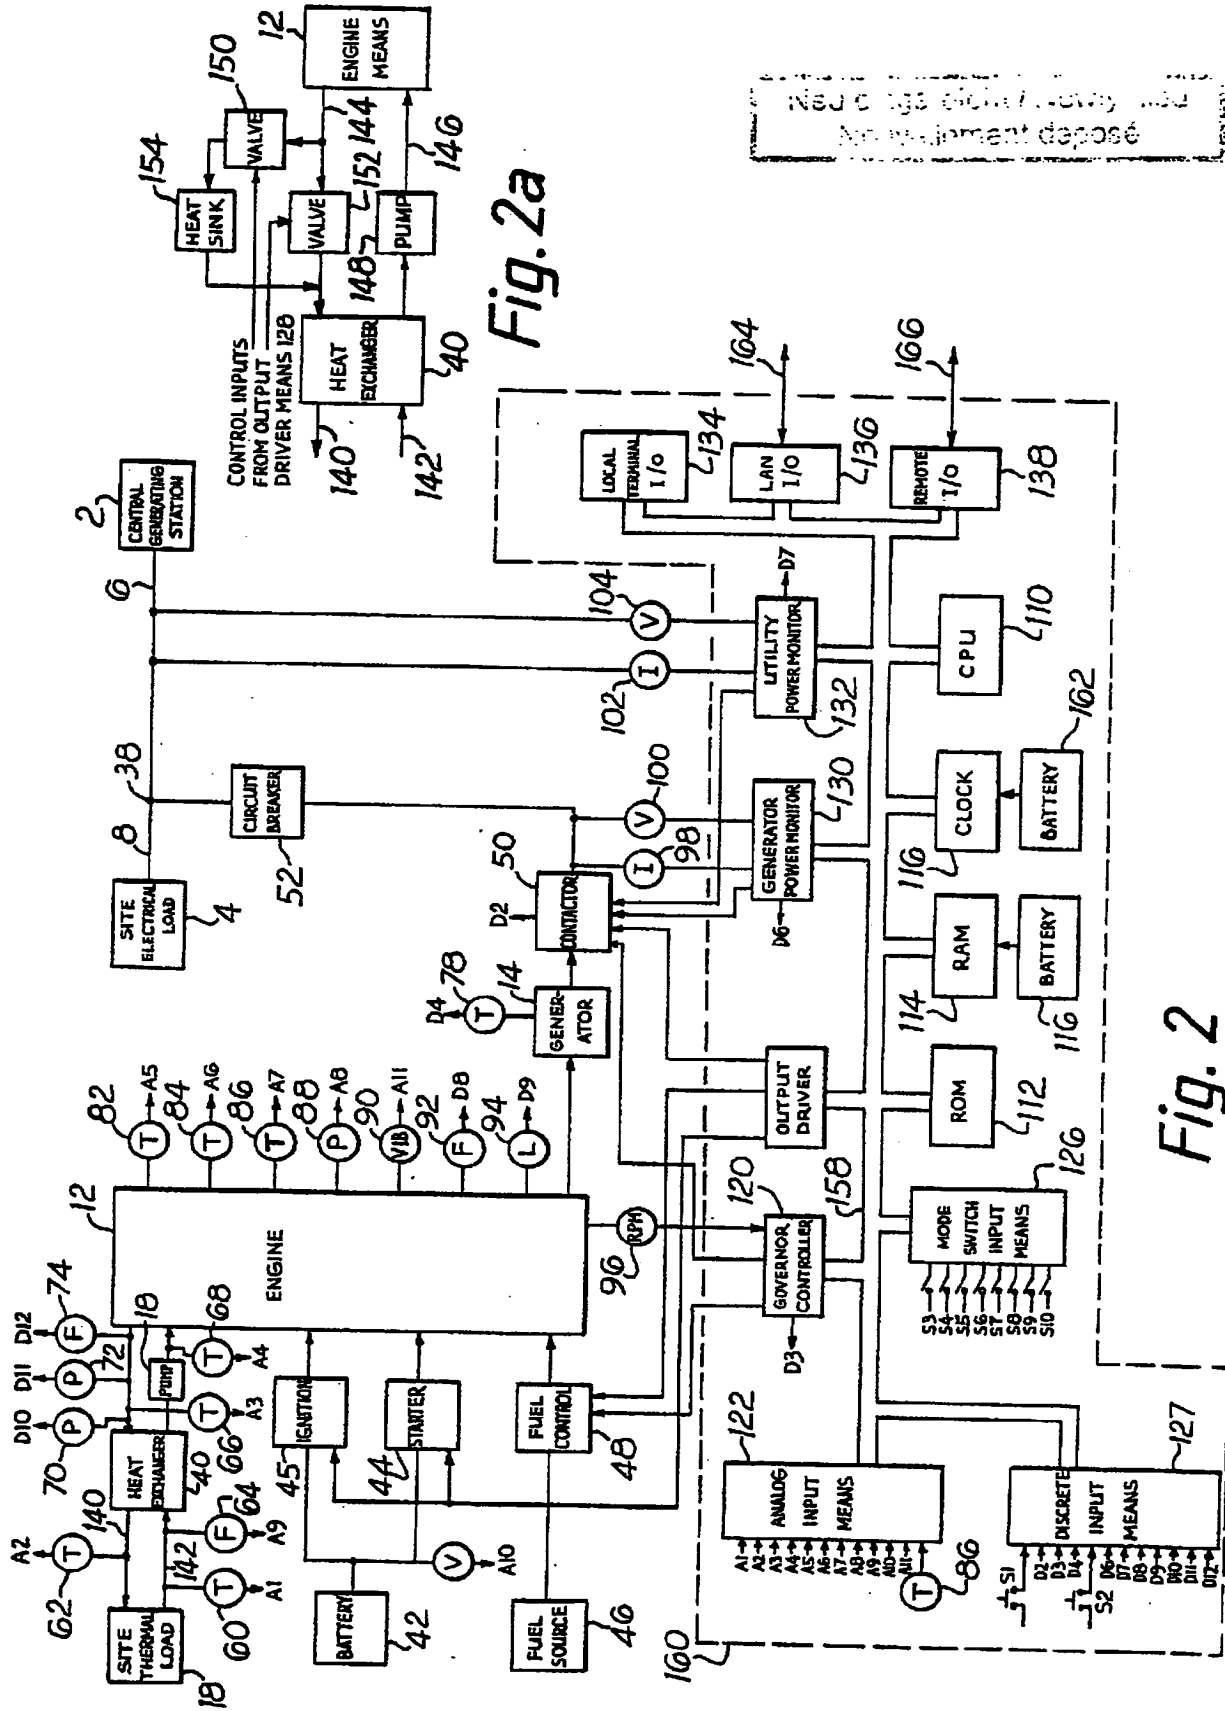 12
ENGINE
MEANS
150
VALVE
144
146
154
HEAT
SINK
VALVE
152
148
PUMP
CONTROL INPUTS
FROM OUTPUT
DRIVER MEANS 128
HEAT
EXCHANGER
40
140
142
Fig. 2a
2
CENTRAL
GENERATING
STATION
6
38
8
SITE
ELECTRICAL
LOAD
4
CIRCUIT
BREAKER
52
102
I
104
V
100
V
98
I
50
CONTACTOR
D2
D4
78
T
14
GENER-
ATOR
82
T
A5
84
T
A6
86
T
A7
88
P
A8
90
VIB
A11
92
F
D8
94
L
D9
12
ENGINE
96
RPM
74
F
D12
72
P
D11
70
P
D10
18
PUMP
68
T
A4
66
T
A3
HEAT
EXCHANGER
40
64
F
A9
140
142
A2
T
62
60
T
A1
SITE
THERMAL
LOAD
18
IGNITION
45
STARTER
44
FUEL
CONTROL
48
V
A10
BATTERY
42
FUEL
SOURCE
46
160
LOCAL
TERMINAL
I/O
134
LAN
I/O
136
164
REMOTE
I/O
138
166
UTILITY
POWER MONITOR
132
D7
GENERATOR
POWER MONITOR
130
D6
OUTPUT
DRIVER
GOVERNOR
CONTROLLER
120
D3
158
CPU
110
CLOCK
116
BATTERY
162
RAM
114
BATTERY
116
ROM
112
MODE
SWITCH
INPUT
MEANS
126
S3
S4
S5
S6
S7
S8
S9
S10
ANALOG
INPUT
MEANS
122
A1
A2
A3
A4
A5
A6
A7
A8
A9
A10
A11
T
86
DISCRETE
INPUT
MEANS
127
S1
D2
D3
D4
S2
D6
D7
D8
D9
D10
D11
D12
Fig. 2
déposé